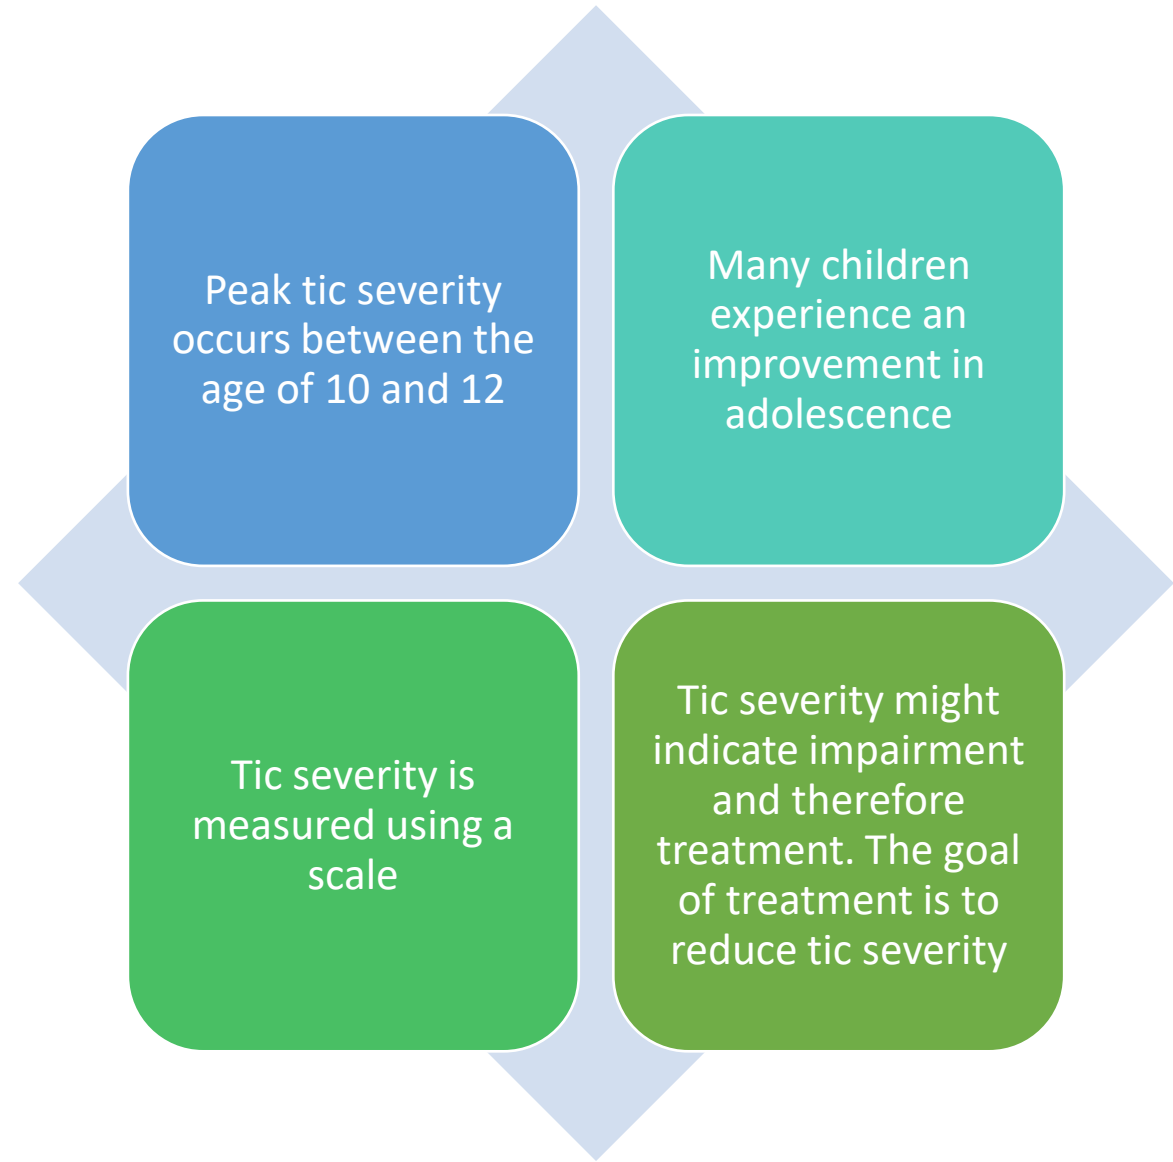 Peak tic severity
occurs between the
age of 10 and 12
Many children
experience an
improvement in
adolescence
Tic severity is
measured using a
scale
Tic severity might
indicate impairment
and therefore
treatment. The goal
of treatment is to
reduce tic severity